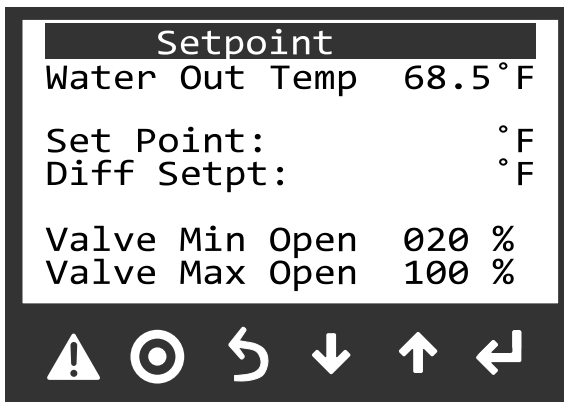 Setpoint
Water Out Temp 68.5°F
Set Point: °F
Diff Setpt: °F
Valve Min Open 020 %
Valve Max Open 100 %